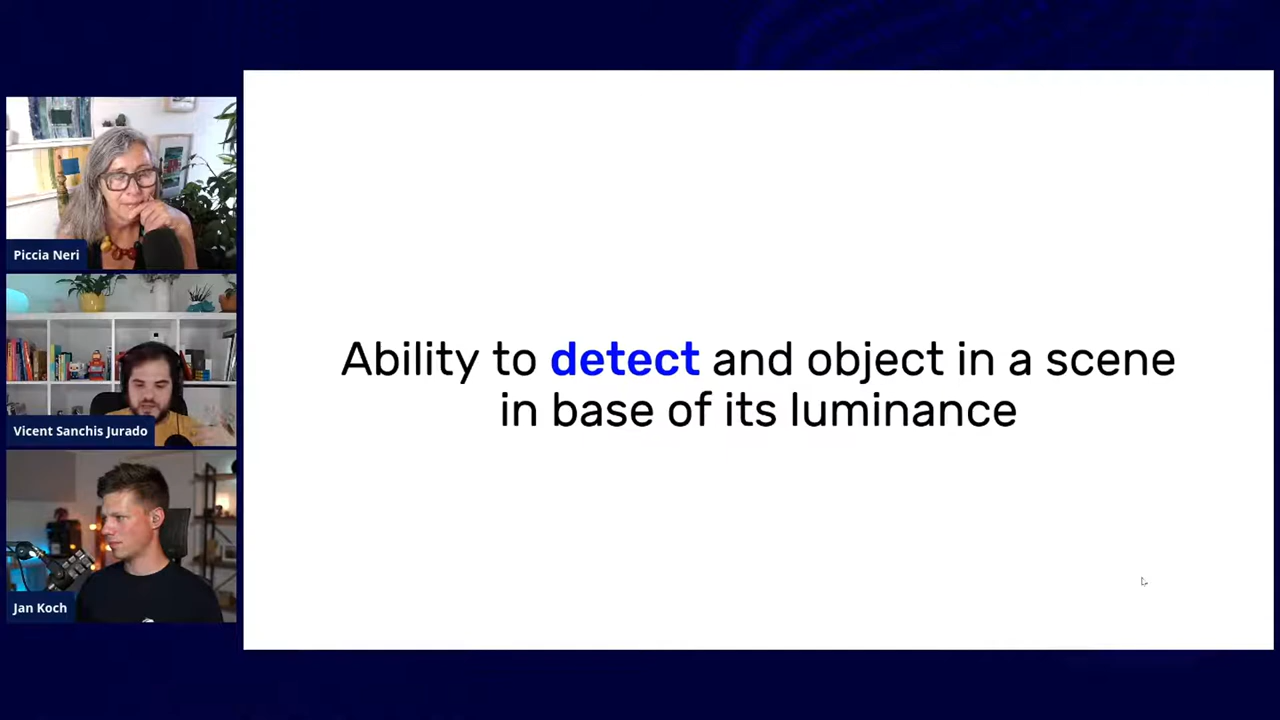 Piccia Neri
Vicent Sanchis Jurado
Jan Koch
Ability to detect and object in a scene
in base of its luminance